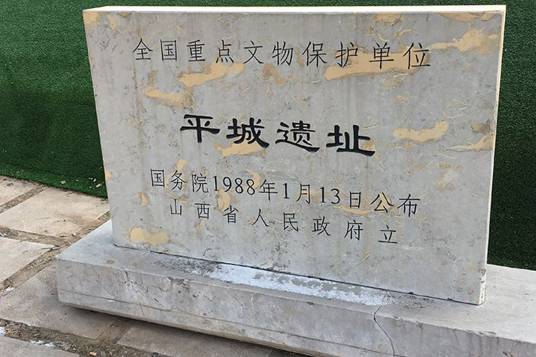 全国重点文物保护单位
平城遗址
国务院1988年1月13日公布
山西省人民政府立